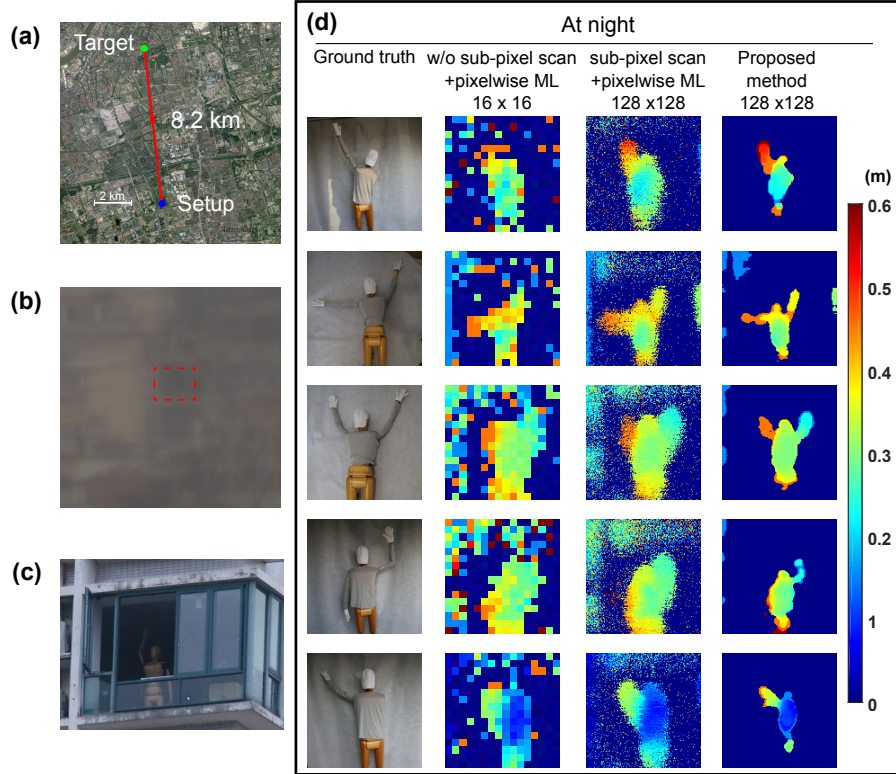 (a)
Target
8.2 km
2 km
Setup
(b)
(c)
(d)
At night
Ground truth
w/o sub-pixel scan
+pixelwise ML
16 x 16
sub-pixel scan
+pixelwise ML
128 x128
Proposed
method
128 x128
(m)
0.6
0.5
0.4
0.3
0.2
0.1
0